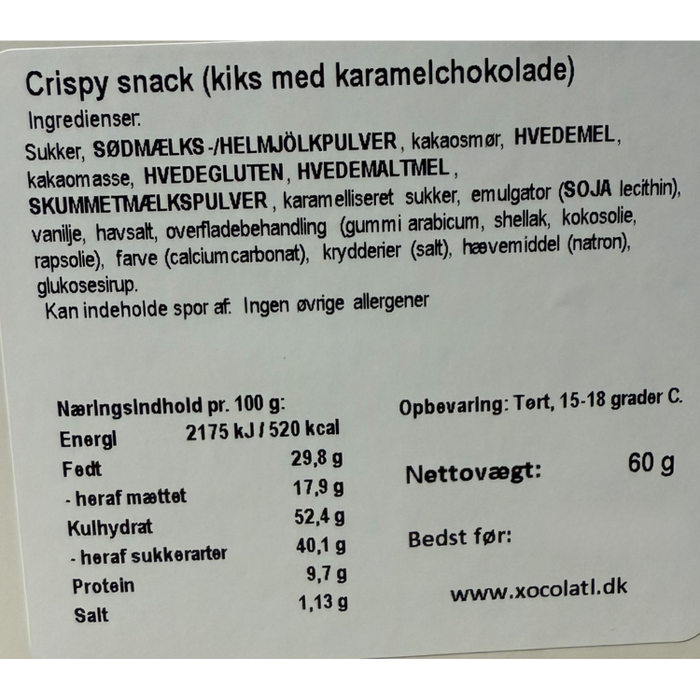 Crispy snack (kiks med karamelchokolade)
Ingredienser:
Sukker, SØDMÆLKS-/HELMJÖLKPULVER, kakaosmør, HVEDEMEL,
kakaomasse, HVEDEGLUTEN, HVEDEMALTMEL,
SKUMMETMÆLKSPULVER, karamelliseret sukker, emulgator (SOJA lecithin),
vanilje, havsalt, overfladebehandling (gummi arabicum, shellak, kokosolie,
rapsolie), farve (calciumcarbonat), krydderier (salt), hævemiddel (natron),
glukosesirup.
Kan indeholde spor af: Ingen øvrige allergener
Næringsindhold pr. 100 g:
Energi 2175 kJ / 520 kcal
Fedt 29,8 g
- heraf mættet 17,9 g
Kulhydrat 52,4 g
- heraf sukkerarter 40,1 g
Protein 9,7 g
Salt 1,13 g
Opbevaring: Tørt, 15-18 grader C.
Nettovægt: 60 g
Bedst før:
www.xocolatl.dk